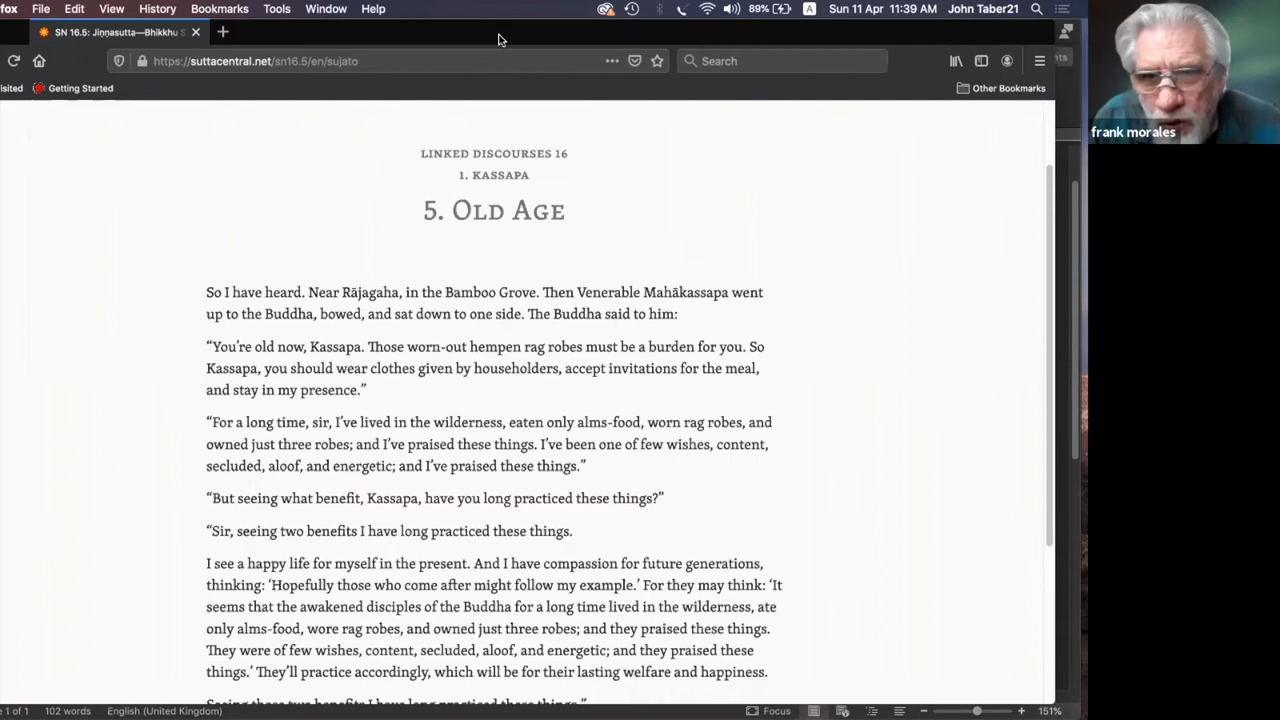 fox File Edit View History Bookmarks Tools Window Help 89% A Sun 11 Apr 11:39 AM John Taber21
SN 16.5: Jiṇṇasutta—Bhikkhu S
https://suttacentral.net/sn16.5/en/sujato Search
isited Getting Started Other Bookmarks
nts
frank morales
LINKED DISCOURSES 16
1. KASSAPA
5. OLD AGE
So I have heard. Near Rājagaha, in the Bamboo Grove. Then Venerable Mahākassapa went
up to the Buddha, bowed, and sat down to one side. The Buddha said to him:
“You’re old now, Kassapa. Those worn-out hempen rag robes must be a burden for you. So
Kassapa, you should wear clothes given by householders, accept invitations for the meal,
and stay in my presence.”
“For a long time, sir, I’ve lived in the wilderness, eaten only alms-food, worn rag robes, and
owned just three robes; and I’ve praised these things. I’ve been one of few wishes, content,
secluded, aloof, and energetic; and I’ve praised these things.”
“But seeing what benefit, Kassapa, have you long practiced these things?”
“Sir, seeing two benefits I have long practiced these things.
I see a happy life for myself in the present. And I have compassion for future generations,
thinking: ‘Hopefully those who come after might follow my example.’ For they may think: ‘It
seems that the awakened disciples of the Buddha for a long time lived in the wilderness, ate
only alms-food, wore rag robes, and owned just three robes; and they praised these things.
They were of few wishes, content, secluded, aloof, and energetic; and they praised these
things.’ They’ll practice accordingly, which will be for their lasting welfare and happiness.
Seeing these two benefits I have long practiced these things.”
e 1 of 1 102 words English (United Kingdom) Focus 151%